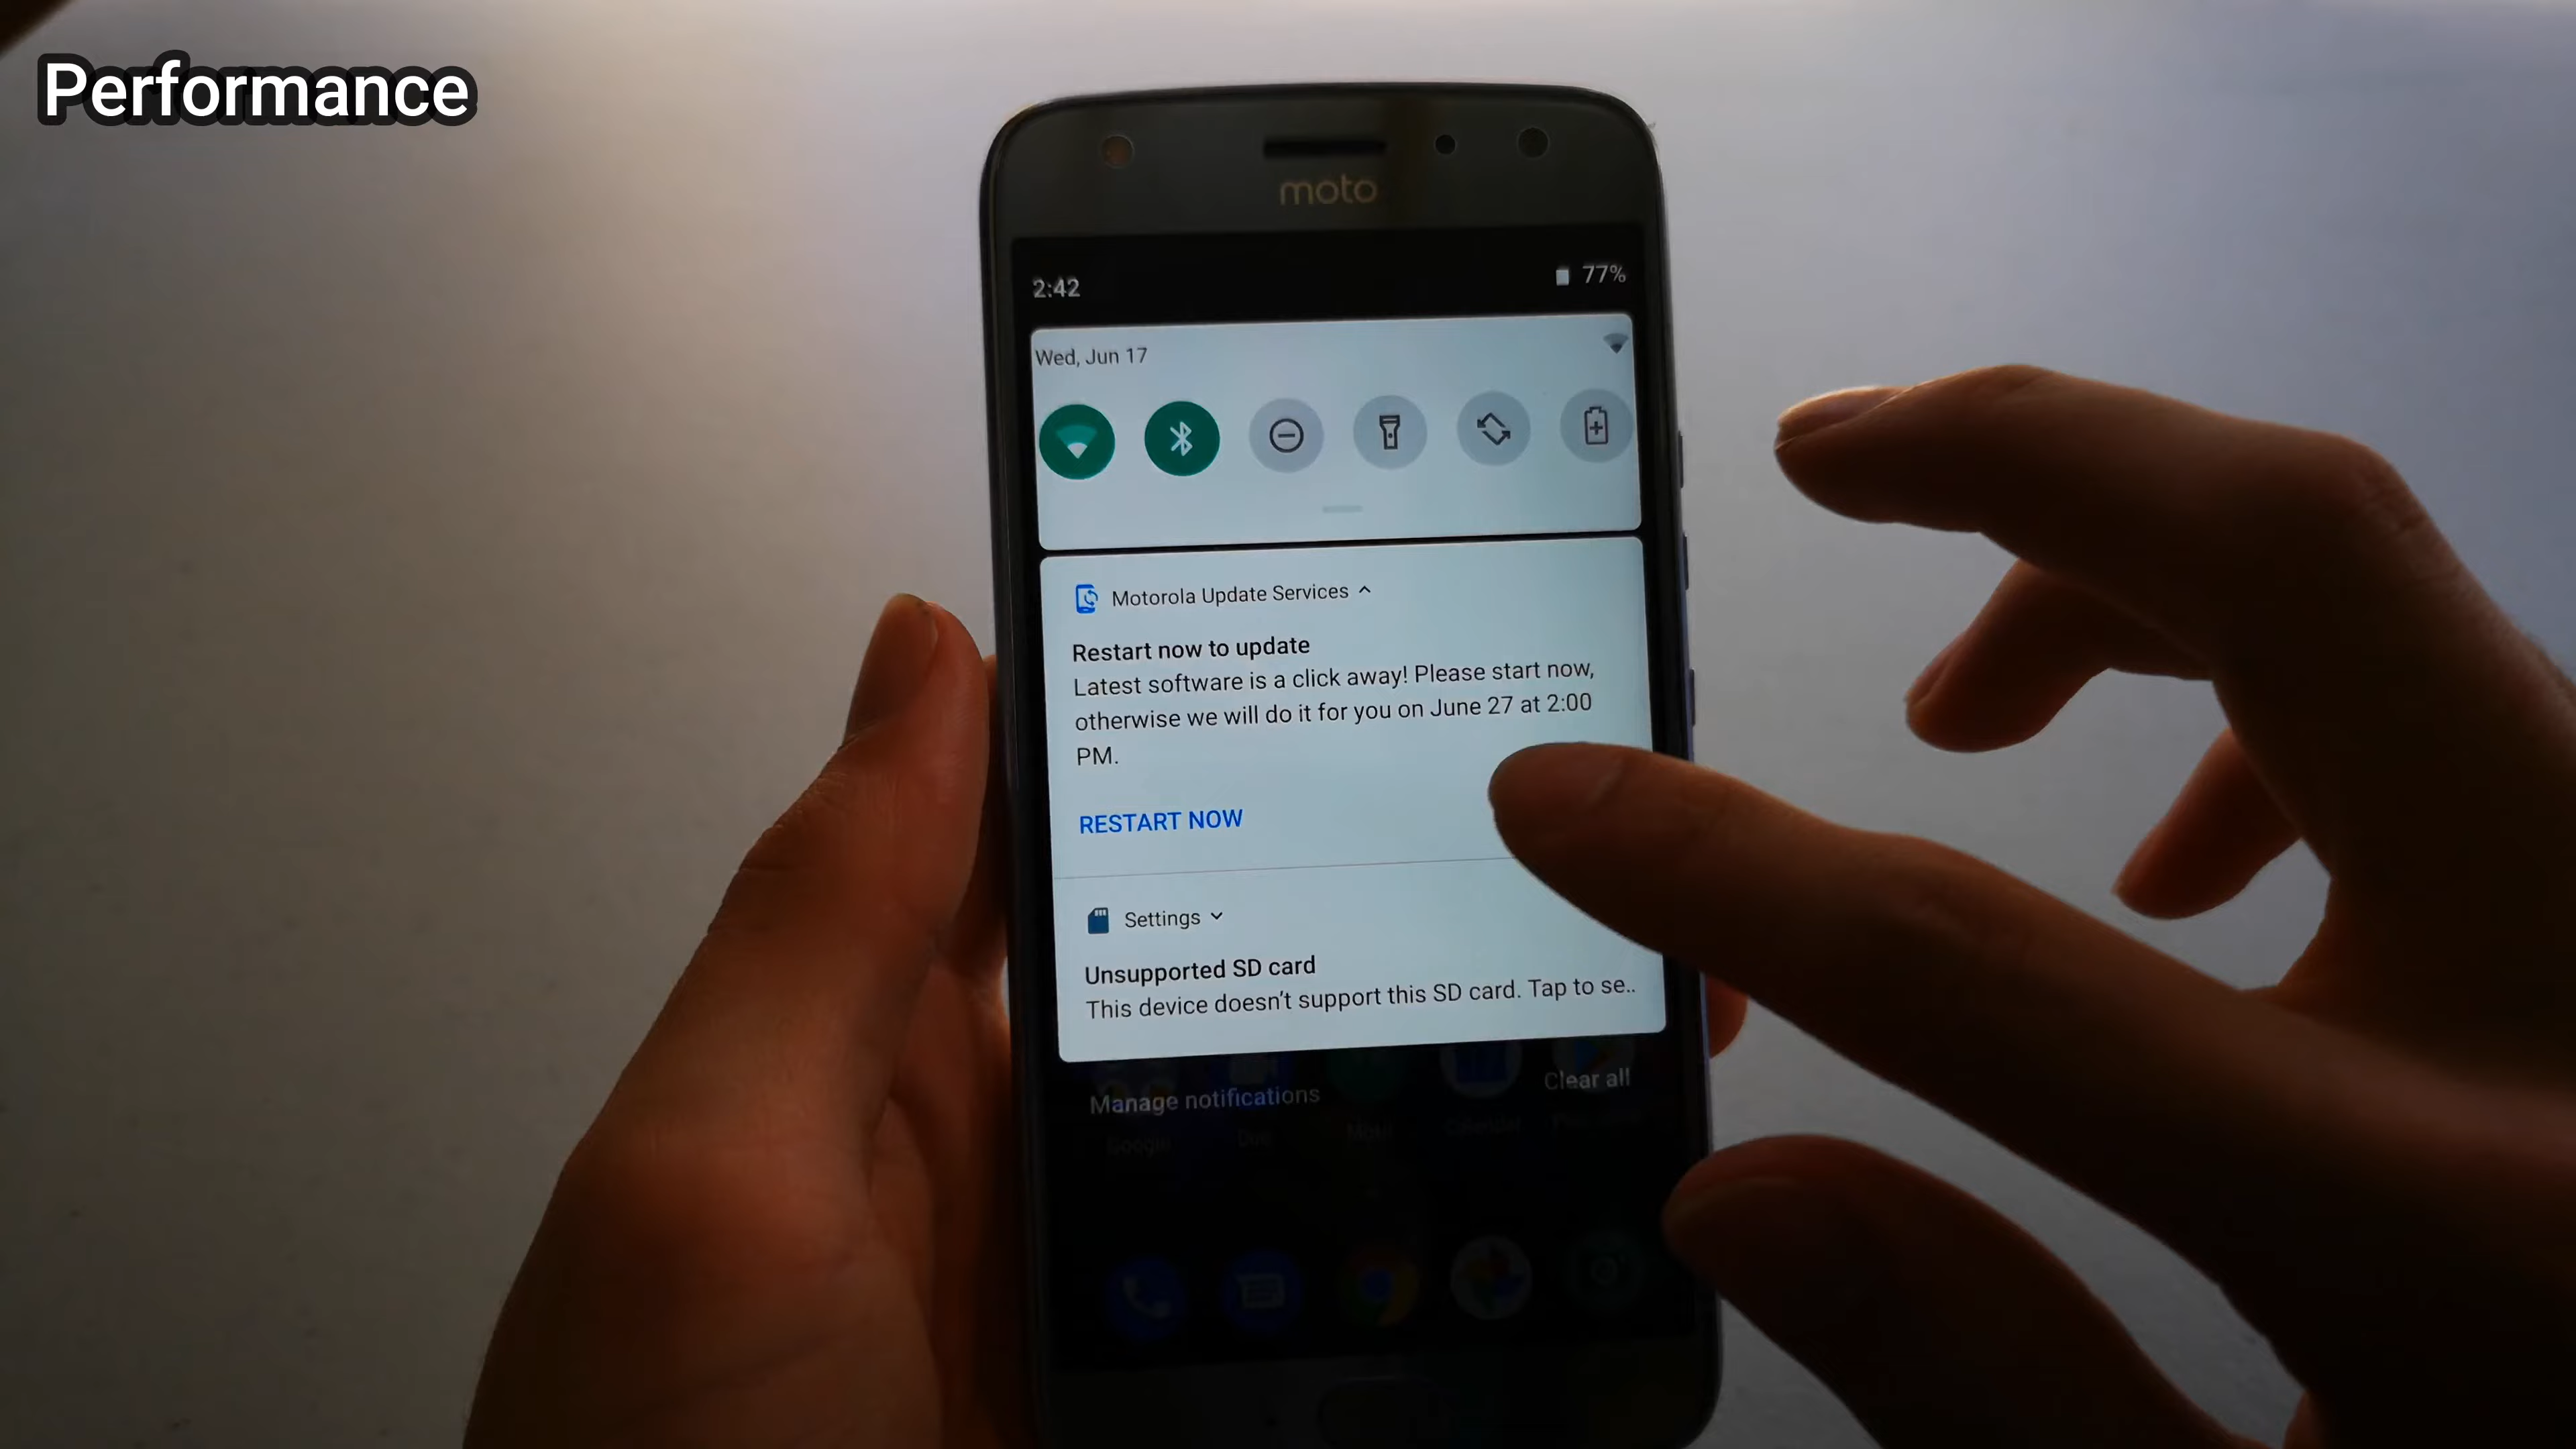 Performance
moto
2:42
77%
Wed, Jun 17
Motorola Update Services
Restart now to update
Latest software is a click away! Please start now,
otherwise we will do it for you on June 27 at 2:00
PM.
RESTART NOW
Settings
Unsupported SD card
This device doesn't support this SD card. Tap to se..
Manage notifications
Clear all
Google
Duo